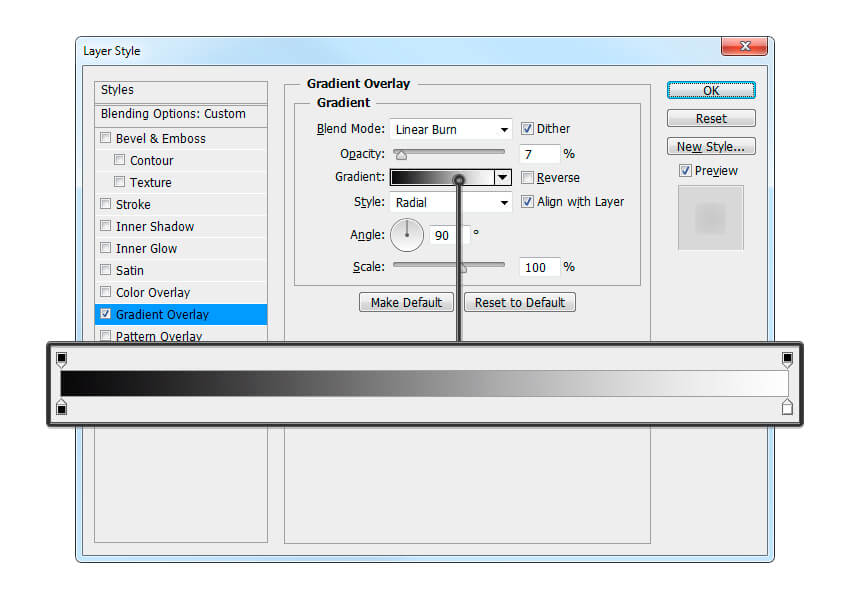 Layer Style
Styles
Blending Options: Custom
Bevel & Emboss
Contour
Texture
Stroke
Inner Shadow
Inner Glow
Satin
Color Overlay
Gradient Overlay
Pattern Overlay
Gradient Overlay
Gradient
Blend Mode: Linear Burn Dither
Opacity: 7 %
Gradient: Reverse
Style: Radial Align with Layer
Angle: 90 °
Scale: 100 %
Make Default Reset to Default
OK
Reset
New Style...
Preview